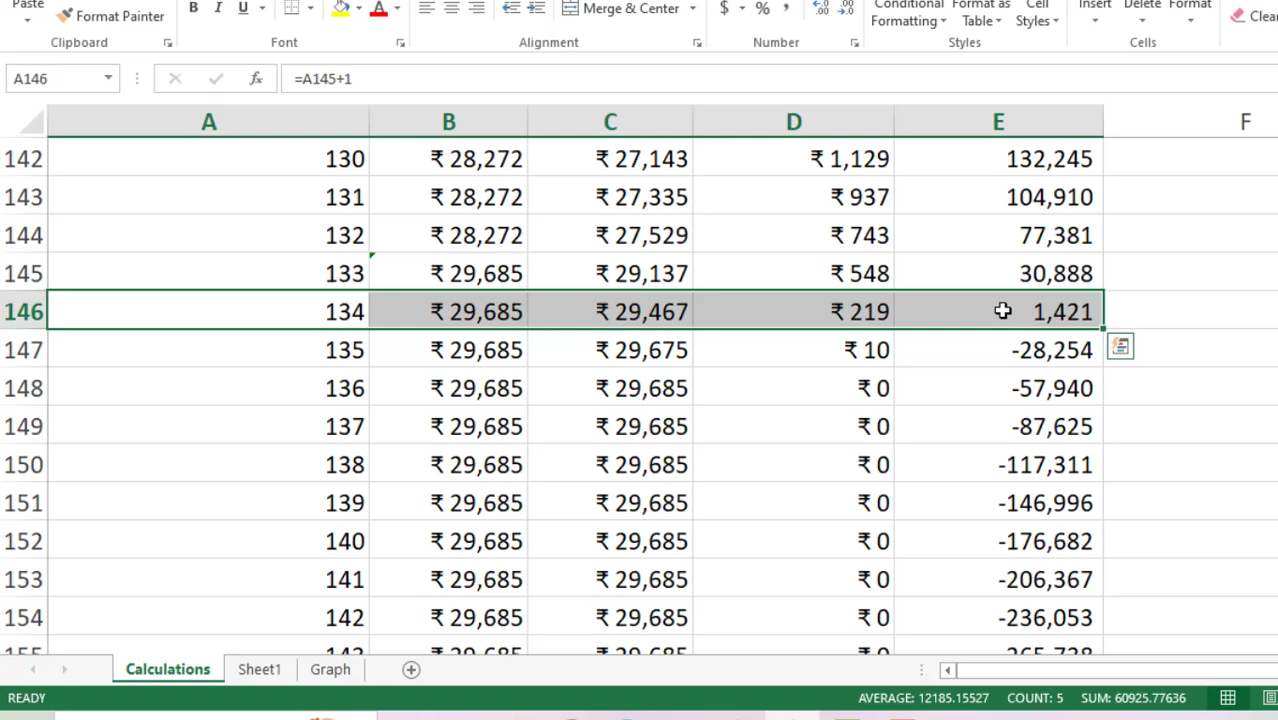 Paste
Format Painter
B I U A
Merge & Center
$ % ,
.00 .0
Conditional Formatting
Format as Table
Cell Styles
Insert Delete Format
Clea
Clipboard Font Alignment Number Styles Cells
A146 fx =A145+1
A B C D E F
142 130 ₹ 28,272 ₹ 27,143 ₹ 1,129 132,245
143 131 ₹ 28,272 ₹ 27,335 ₹ 937 104,910
144 132 ₹ 28,272 ₹ 27,529 ₹ 743 77,381
145 133 ₹ 29,685 ₹ 29,137 ₹ 548 30,888
146 134 ₹ 29,685 ₹ 29,467 ₹ 219 1,421
147 135 ₹ 29,685 ₹ 29,675 ₹ 10 -28,254
148 136 ₹ 29,685 ₹ 29,685 ₹ 0 -57,940
149 137 ₹ 29,685 ₹ 29,685 ₹ 0 -87,625
150 138 ₹ 29,685 ₹ 29,685 ₹ 0 -117,311
151 139 ₹ 29,685 ₹ 29,685 ₹ 0 -146,996
152 140 ₹ 29,685 ₹ 29,685 ₹ 0 -176,682
153 141 ₹ 29,685 ₹ 29,685 ₹ 0 -206,367
154 142 ₹ 29,685 ₹ 29,685 ₹ 0 -236,053
Calculations Sheet1 Graph
READY AVERAGE: 12185.15527 COUNT: 5 SUM: 60925.77636